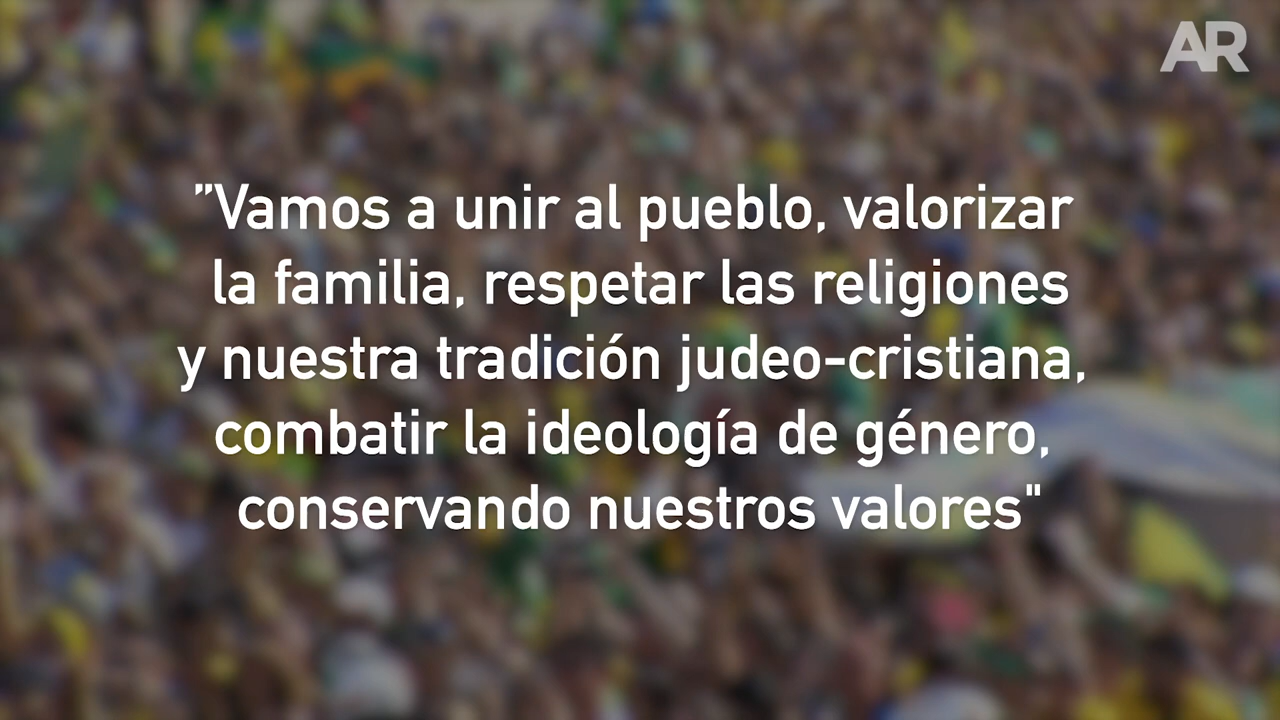 AR
"Vamos a unir al pueblo, valorizar
la familia, respetar las religiones
y nuestra tradición judeo-cristiana,
combatir la ideología de género,
conservando nuestros valores"